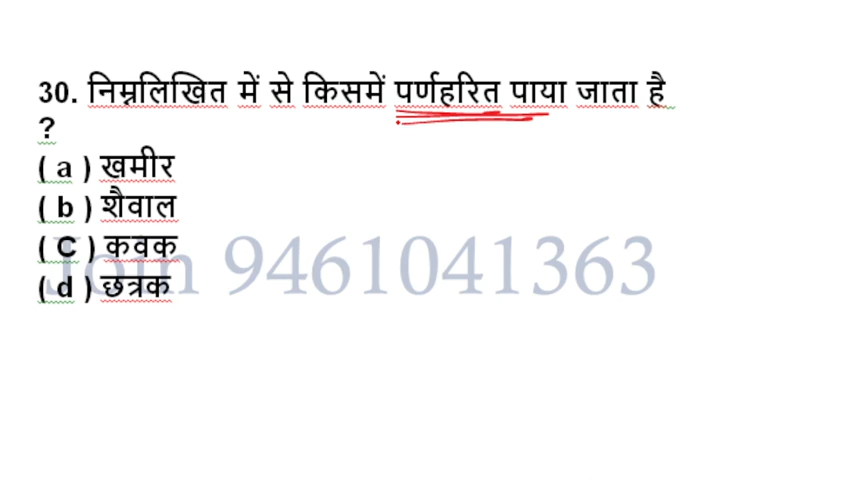 30. निम्नलिखित में से किसमें पर्णहरित पाया जाता है
?
( a ) खमीर
( b ) शैवाल
( C ) कवक
( d ) छत्रक
Join 9461041363